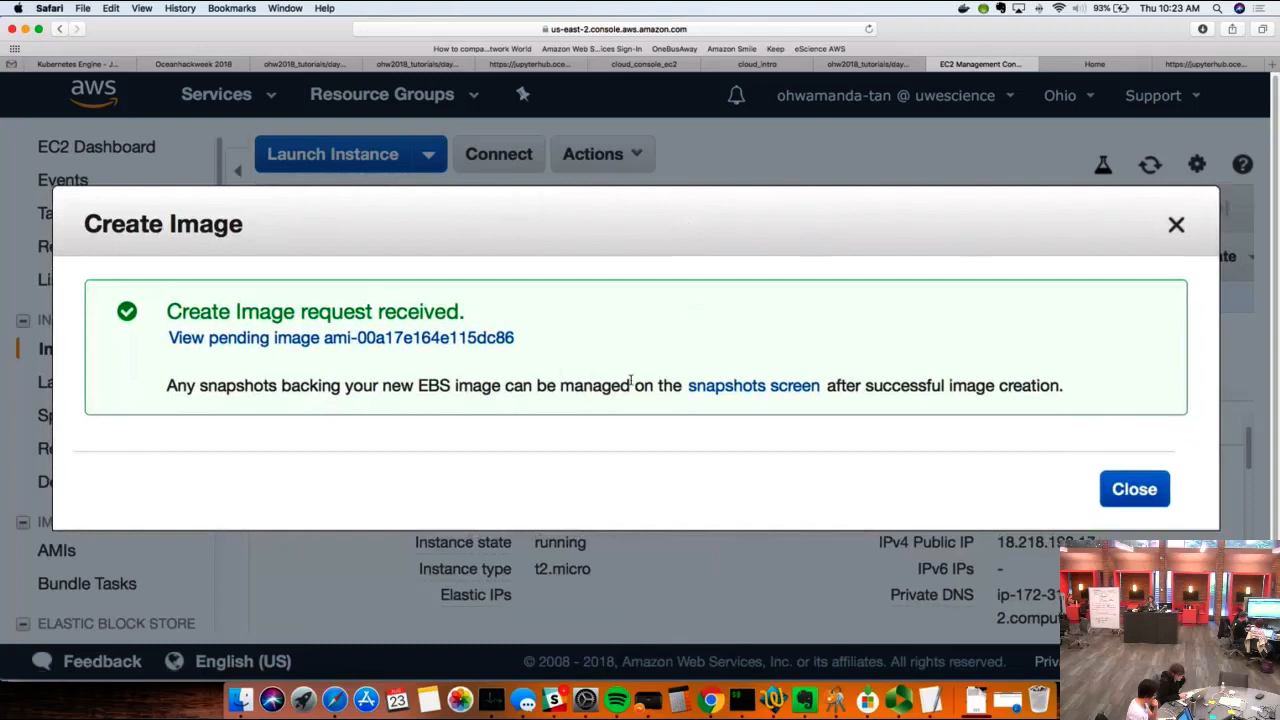 Safari File Edit View History Bookmarks Window Help 93% Thu 10:23 AM
us-east-2.console.aws.amazon.com
How to compa...twork World Amazon Web S...ices Sign-In OneBusAway Amazon Smile Keep eScience AWS
Kubernetes Engine - J... Oceanhackweek 2018 ohw2018_tutorials/day... ohw2018_tutorials/day... https://jupyterhub.oce... cloud_console_ec2 cloud_intro ohw2018_tutorials/day... EC2 Management Con... Home https://jupyterhub.oce...
aws Services Resource Groups ohwamanda-tan @ uwescience Ohio Support
EC2 Dashboard
Events
Launch Instance Connect Actions
Create Image
Create Image request received.
View pending image ami-00a17e164e115dc86
Any snapshots backing your new EBS image can be managed on the snapshots screen after successful image creation.
Close
AMIs
Bundle Tasks
ELASTIC BLOCK STORE
Instance state running
Instance type t2.micro
Elastic IPs
IPv4 Public IP
IPv6 IPs -
Private DNS ip-172-31
2.compu
Feedback English (US) © 2008 - 2018, Amazon Web Services, Inc. or its affiliates. All rights reserved.
23